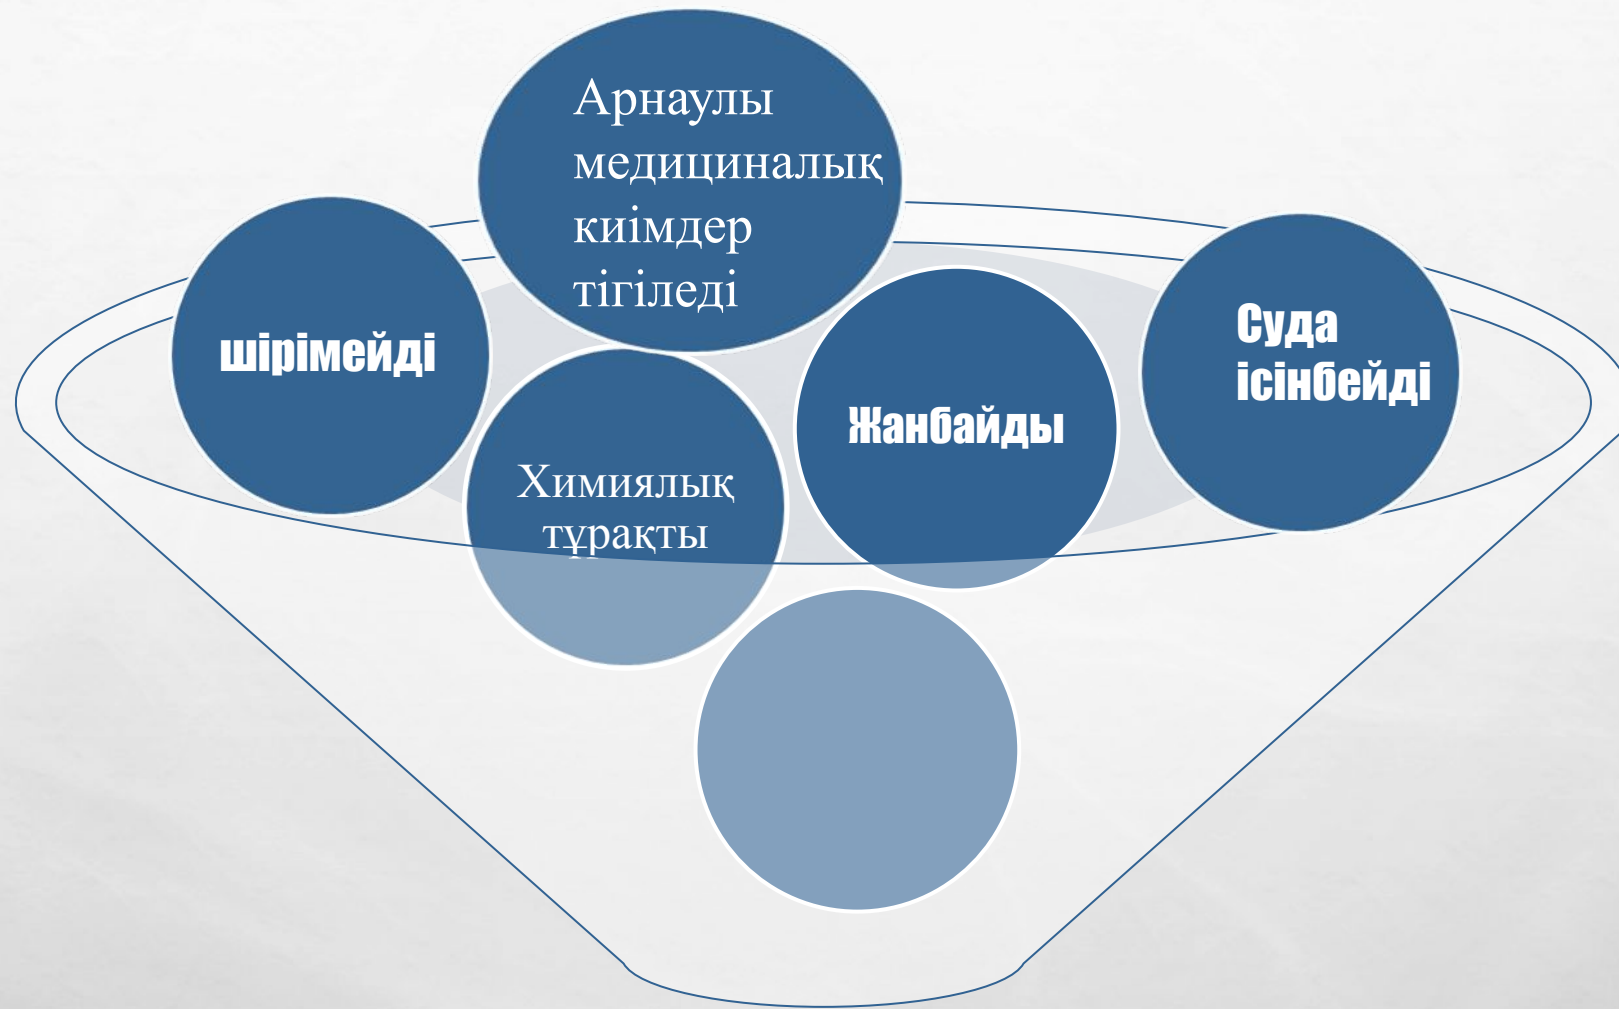 Арнаулы
медициналық
киімдер
тігіледі
шірімейді
Суда
ісінбейді
Жанбайды
Химиялық
тұрақты